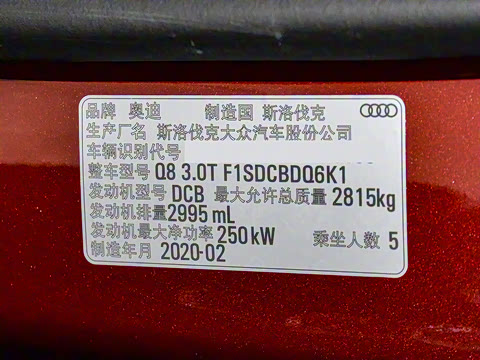 品牌 奥迪 制造国 斯洛伐克
生产厂名 斯洛伐克大众汽车股份公司
车辆识别代号
整车型号 Q8 3.0T F1SDCBDQ6K1
发动机型号 DCB 最大允许总质量 2815kg
发动机排量 2995 mL
发动机最大净功率 250 kW 乘坐人数 5
制造年月 2020-02